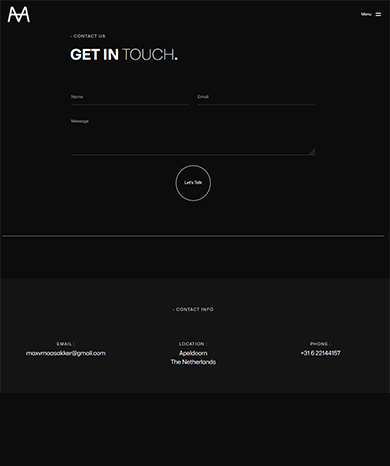 Menu
- CONTACT US
GET IN TOUCH.
Name
Email
Message
Let's Talk
- CONTACT INFO
EMAIL :
maxvmaasakker@gmail.com
LOCATION :
Apeldoorn
The Netherlands
PHONE :
+31 6 22144157